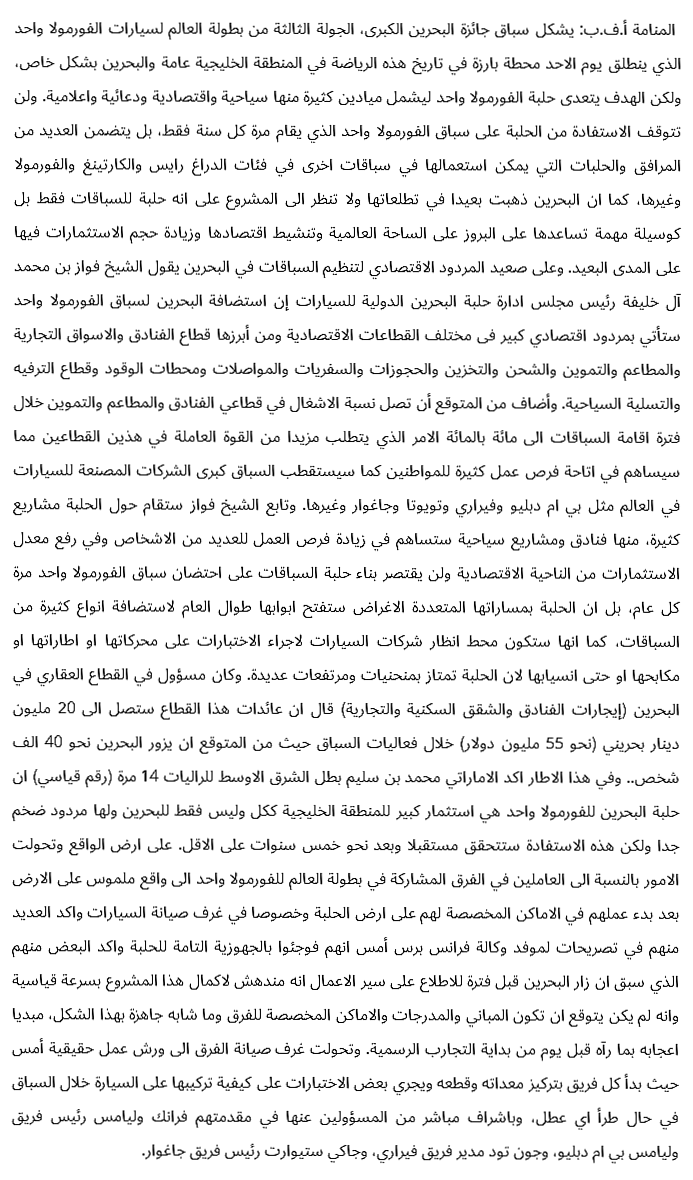 المنامة أ.ف.ب: يشكل سباق جائزة البحرين الكبرى، الجولة الثالثة من بطولة العالم لسيارات الفورمولا واحد
الذي ينطلق يوم الاحد محطة بارزة في تاريخ هذه الرياضة في المنطقة الخليجية عامة والبحرين بشكل خاص،
ولكن الهدف يتعدى حلبة الفورمولا واحد ليشمل ميادين كثيرة منها سياحية واقتصادية ودعائية واعلامية. ولن
تتوقف الاستفادة من الحلبة على سباق الفورمولا واحد الذي يقام مرة كل سنة فقط، بل يتضمن العديد من
المرافق والحلبات التي يمكن استعمالها في سباقات اخرى في فئات الدراغ رايس والكارتينغ والفورمولا
وغيرها، كما ان البحرين ذهبت بعيدا في تطلعاتها ولا تنظر الى المشروع على انه حلبة للسباقات فقط بل
كوسيلة مهمة تساعدها على البروز على الساحة العالمية وتنشيط اقتصادها وزيادة حجم الاستثمارات فيها
على المدى البعيد. وعلى صعيد المردود الاقتصادي لتنظيم السباقات في البحرين يقول الشيخ فواز بن محمد
آل خليفة رئيس مجلس ادارة حلبة البحرين الدولية للسيارات إن استضافة البحرين لسباق الفورمولا واحد
ستأتي بمردود اقتصادي كبير فى مختلف القطاعات الاقتصادية ومن أبرزها قطاع الفنادق والاسواق التجارية
والمطاعم والتموين والشحن والتخزين والحجوزات والسفريات والمواصلات ومحطات الوقود وقطاع الترفيه
والتسلية السياحية. وأضاف من المتوقع أن تصل نسبة الاشغال في قطاعي الفنادق والمطاعم والتموين خلال
فترة اقامة السباقات الى مائة بالمائة الامر الذي يتطلب مزيدا من القوة العاملة في هذين القطاعين مما
سيساهم في اتاحة فرص عمل كثيرة للمواطنين كما سيستقطب السباق كبرى الشركات المصنعة للسيارات
في العالم مثل بي ام دبليو وفيراري وتويوتا وجاغوار وغيرها. وتابع الشيخ فواز ستقام حول الحلبة مشاريع
كثيرة، منها فنادق ومشاريع سياحية ستساهم في زيادة فرص العمل للعديد من الاشخاص وفي رفع معدل
الاستثمارات من الناحية الاقتصادية ولن يقتصر بناء حلبة السباقات على احتضان سباق الفورمولا واحد مرة
كل عام، بل ان الحلبة بمساراتها المتعددة الاغراض ستفتح ابوابها طوال العام لاستضافة انواع كثيرة من
السباقات، كما انها ستكون محط انظار شركات السيارات لاجراء الاختبارات على محركاتها او اطاراتها او
مكابحها او حتى انسيابها لان الحلبة تمتاز بمنحنيات ومرتفعات عديدة. وكان مسؤول في القطاع العقاري في
البحرين (إيجارات الفنادق والشقق السكنية والتجارية) قال ان عائدات هذا القطاع ستصل الى 20 مليون
دينار بحريني (نحو 55 مليون دولار) خلال فعاليات السباق حيث من المتوقع ان يزور البحرين نحو 40 الف
شخص.. وفي هذا الاطار اكد الاماراتي محمد بن سليم بطل الشرق الاوسط للراليات 14 مرة (رقم قياسي) ان
حلبة البحرين للفورمولا واحد هي استثمار كبير للمنطقة الخليجية ككل وليس فقط للبحرين ولها مردود ضخم
جدا ولكن هذه الاستفادة ستتحقق مستقبلا وبعد نحو خمس سنوات على الاقل. على ارض الواقع وتحولت
الامور بالنسبة الى العاملين في الفرق المشاركة في بطولة العالم للفورمولا واحد الى واقع ملموس على الارض
بعد بدء عملهم في الاماكن المخصصة لهم على ارض الحلبة وخصوصا في غرف صيانة السيارات واكد العديد
منهم في تصريحات لموفد وكالة فرانس برس أمس انهم فوجئوا بالجهوزية التامة للحلبة واكد البعض منهم
الذي سبق ان زار البحرين قبل فترة للاطلاع على سير الاعمال انه مندهش لاكمال هذا المشروع بسرعة قياسية
وانه لم يكن يتوقع ان تكون المباني والمدرجات والاماكن المخصصة للفرق وما شابه جاهزة بهذا الشكل، مبديا
اعجابه بما رآه قبل يوم من بداية التجارب الرسمية. وتحولت غرف صيانة الفرق الى ورش عمل حقيقية أمس
حيث بدأ كل فريق بتركيز معداته وقطعه ويجري بعض الاختبارات على كيفية تركيبها على السيارة خلال السباق
في حال طرأ اي عطل، وباشراف مباشر من المسؤولين عنها في مقدمتهم فرانك وليامس رئيس فريق
وليامس بي ام دبليو، وجون تود مدير فريق فيراري، وجاكي ستيوارت رئيس فريق جاغوار.